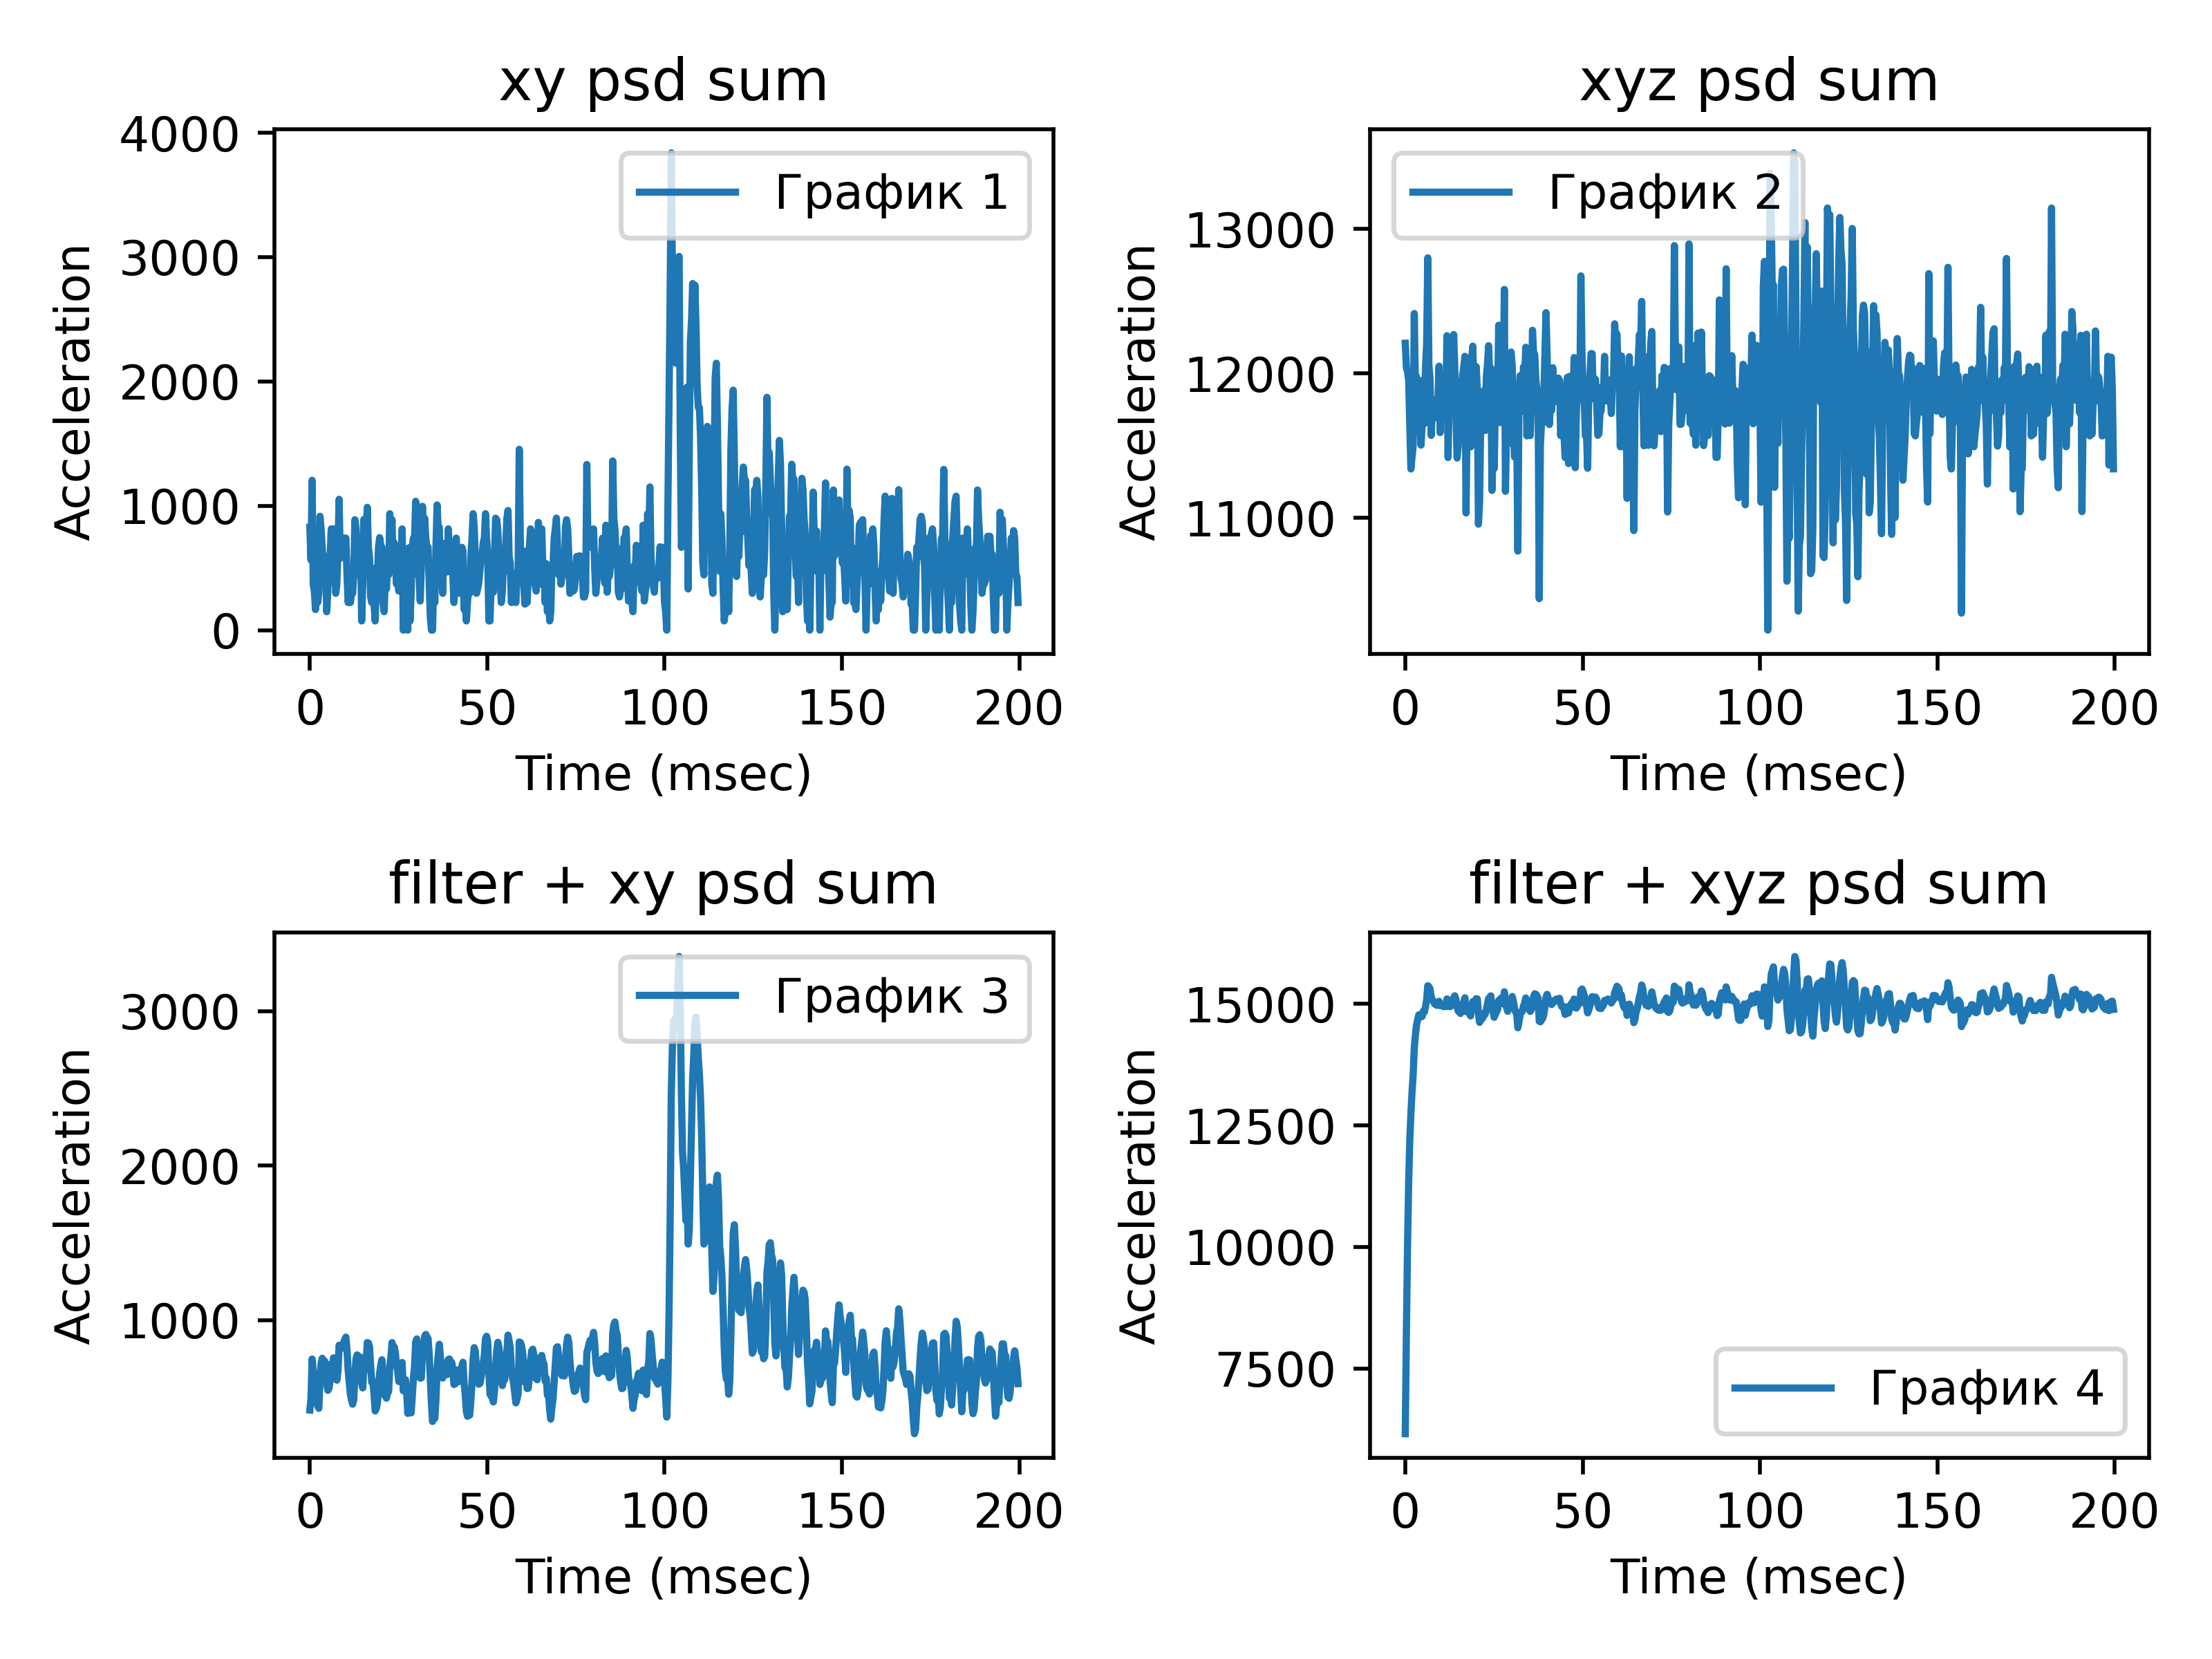 xy psd sum
4000
3000
2000
1000
0
Acceleration
График 1
0 50 100 150 200
Time (msec)
xyz psd sum
13000
12000
11000
Acceleration
График 2
0 50 100 150 200
Time (msec)
filter + xy psd sum
3000
2000
1000
Acceleration
График 3
0 50 100 150 200
Time (msec)
filter + xyz psd sum
15000
12500
10000
7500
Acceleration
График 4
0 50 100 150 200
Time (msec)